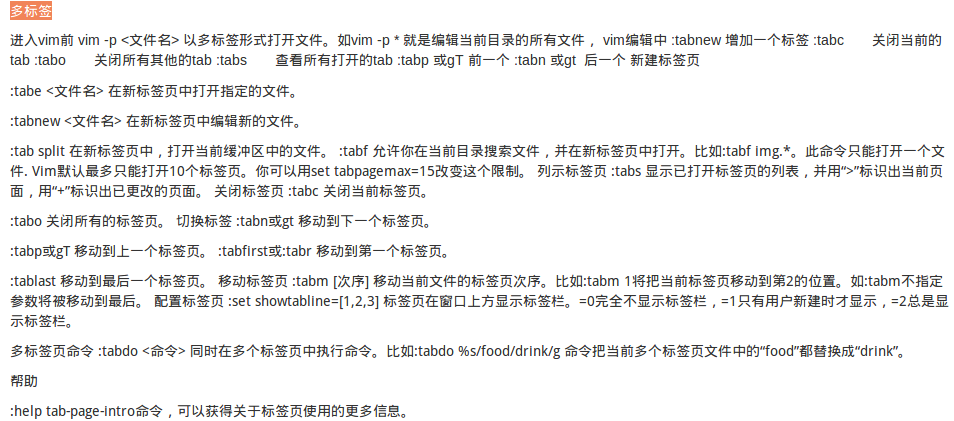 多标签
进入vim前 vim -p <文件名> 以多标签形式打开文件。如vim -p * 就是编辑当前目录的所有文件， vim编辑中 :tabnew 增加一个标签 :tabc 关闭当前的
tab :tabo 关闭所有其他的tab :tabs 查看所有打开的tab :tabp 或gT 前一个 :tabn 或gt 后一个 新建标签页
:tabe <文件名> 在新标签页中打开指定的文件。
:tabnew <文件名> 在新标签页中编辑新的文件。
:tab split 在新标签页中，打开当前缓冲区中的文件。 :tabf 允许你在当前目录搜索文件，并在新标签页中打开。比如:tabf img.*。此命令只能打开一个文
件. Vim默认最多只能打开10个标签页。你可以用set tabpagemax=15改变这个限制。 列示标签页 :tabs 显示已打开标签页的列表，并用“>”标识出当前页
面，用“+”标识出已更改的页面。 关闭标签页 :tabc 关闭当前标签页。
:tabo 关闭所有的标签页。 切换标签 :tabn或gt 移动到下一个标签页。
:tabp或gT 移动到上一个标签页。 :tabfirst或:tabr 移动到第一个标签页。
:tablast 移动到最后一个标签页。 移动标签页 :tabm [次序] 移动当前文件的标签页次序。比如:tabm 1将把当前标签页移动到第2的位置。如:tabm不指定
参数将被移动到最后。 配置标签页 :set showtabline=[1,2,3] 标签页在窗口上方显示标签栏。=0完全不显示标签栏，=1只有用户新建时才显示，=2总是显
示标签栏。
多标签页命令 :tabdo <命令> 同时在多个标签页中执行命令。比如:tabdo %s/food/drink/g 命令把当前多个标签页文件中的“food”都替换成“drink”。
帮助
:help tab-page-intro命令，可以获得关于标签页使用的更多信息。